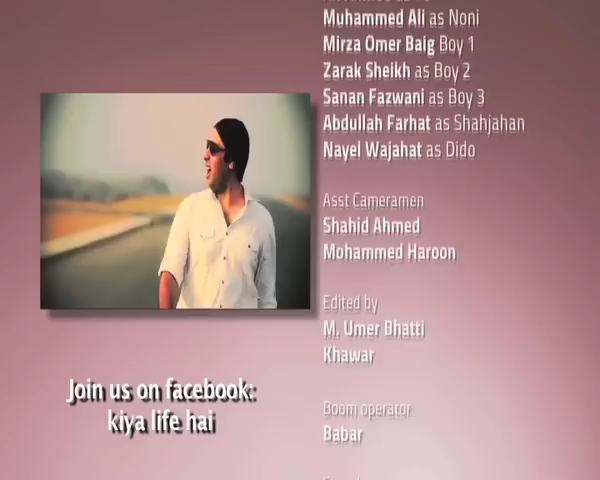 Muhammed Ali as Noni
Mirza Omer Baig Boy 1
Zarak Sheikh as Boy 2
Sanan Fazwani as Boy 3
Abdullah Farhat as Shahjahan
Nayel Wajahat as Dido
Asst Cameramen
Shahid Ahmed
Mohammed Haroon
Edited by
M. Umer Bhatti
Khawar
Boom operator
Babar
Join us on facebook:
kiya life hai